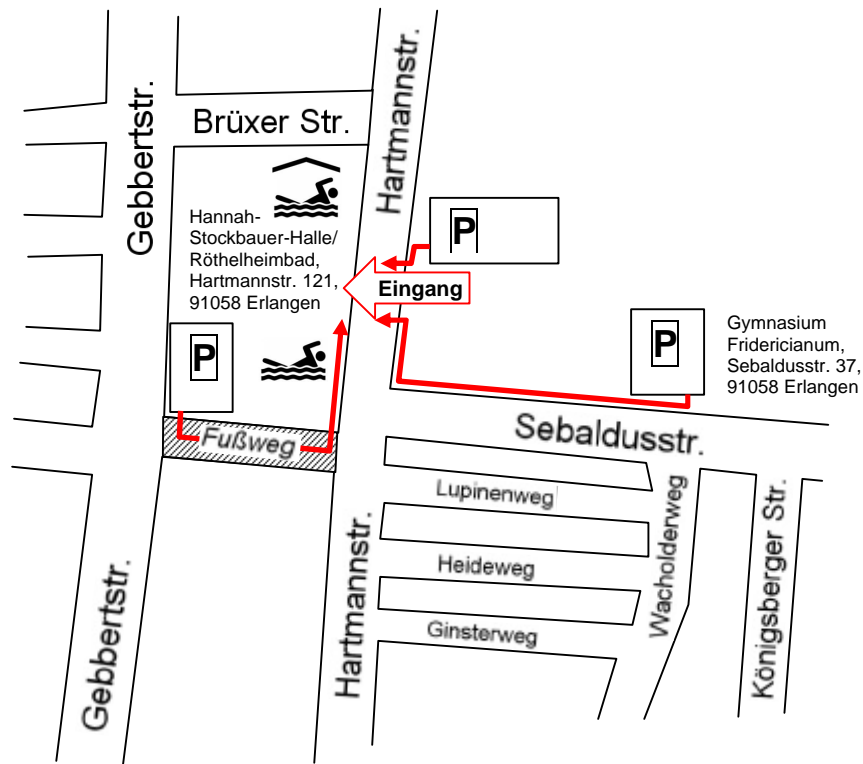 Gebbertstr.
Brüxer Str.
Hartmannstr.
Hannah-
Stockbauer-Halle/
Röthelheimbad,
Hartmannstr. 121,
91058 Erlangen
P
Eingang
P
P
Gymnasium
Fridericianum,
Sebaldusstr. 37,
91058 Erlangen
Fußweg
Sebaldusstr.
Lupinenweg
Heideweg
Ginsterweg
Wacholderweg
Königsberger Str.
Hartmannstr.
Gebbertstr.